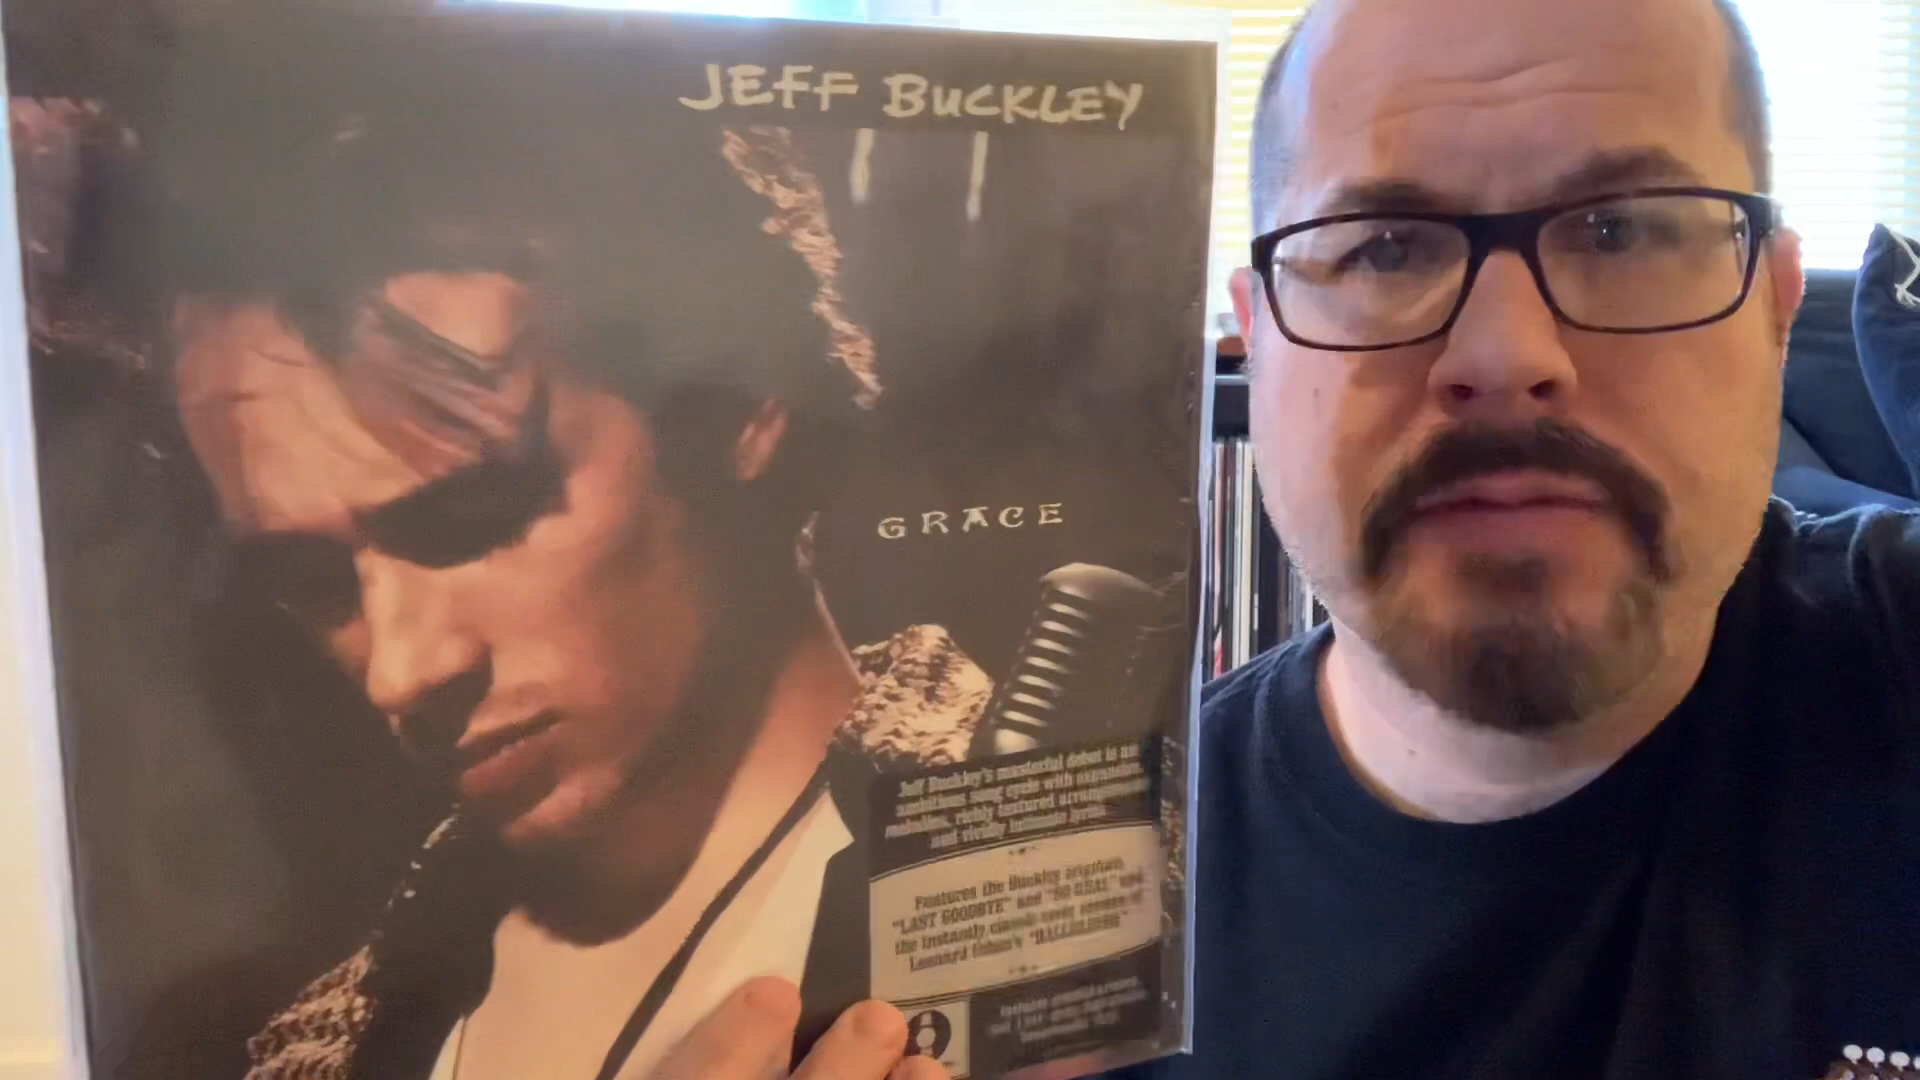 JEFF BUCKLEY
GRACE
Jeff Buckley's masterful debut is an
ambitious song cycle with expansive
melodies, richly textured arrangements
and vividly intimate lyrics
Features the Buckley originals
"LAST GOODBYE" and "SO REAL" and
the instantly classic cover version of
Leonard Cohen's "HALLELUJAH"